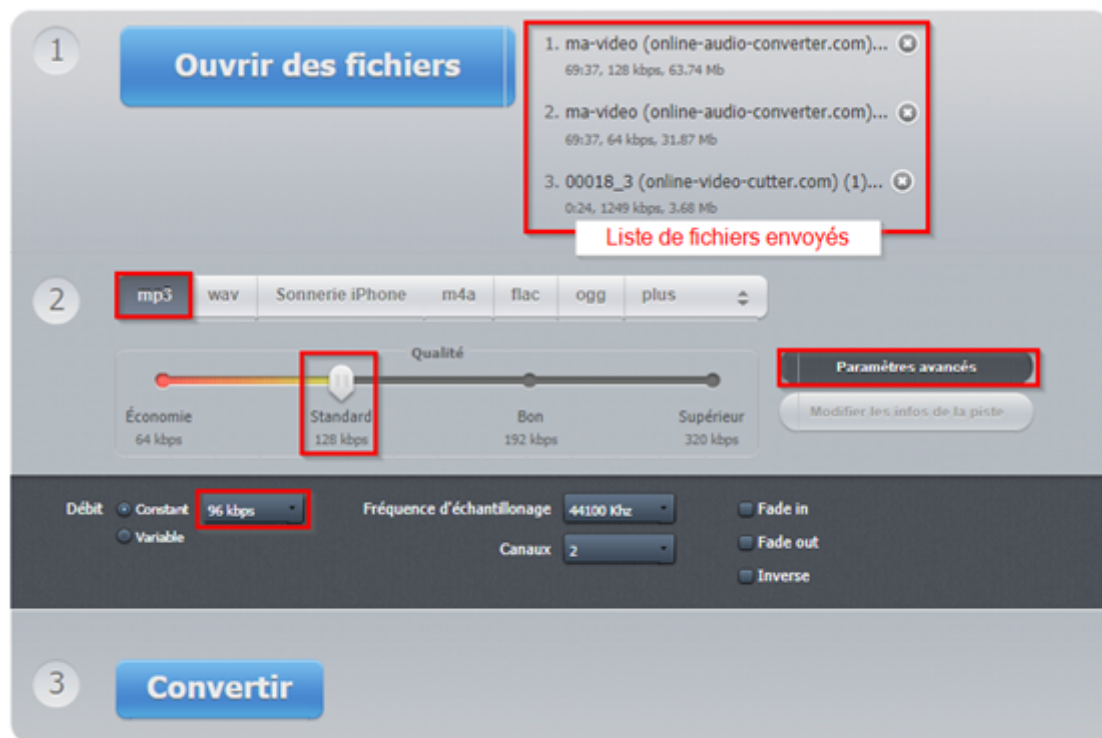 1
Ouvrir des fichiers
1. ma-video (online-audio-converter.com)...
69:37, 128 kbps, 63.74 Mb
2. ma-video (online-audio-converter.com)...
69:37, 64 kbps, 31.87 Mb
3. 00018_3 (online-video-cutter.com) (1)...
0:24, 1249 kbps, 3.68 Mb
Liste de fichiers envoyés
2
mp3 wav Sonnerie iPhone m4a flac ogg plus
Qualité
Économie Standard Bon Supérieur
64 kbps 128 kbps 192 kbps 320 kbps
Paramètres avancés
Modifier les infos de la piste
Débit Constant 96 kbps Fréquence d'échantillonage 44100 Khz Fade in
Variable Canaux 2 Fade out
Inverse
3
Convertir